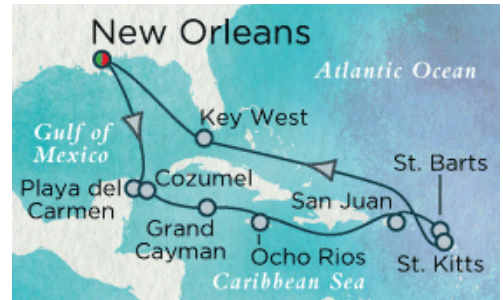 New Orleans
Atlantic Ocean
Gulf of
Mexico
Key West
St. Barts
Playa del
Carmen
Cozumel
San Juan
Grand
Cayman
Ocho Rios
St. Kitts
Caribbean Sea